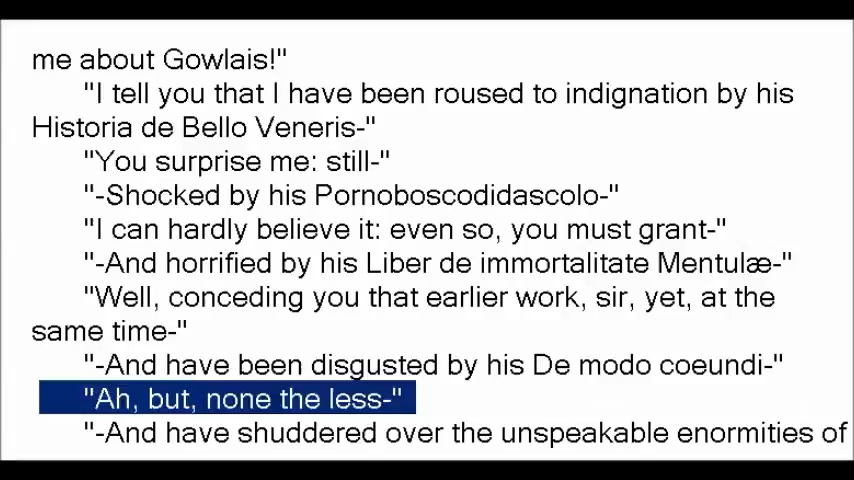 me about Gowlais!"
"I tell you that I have been roused to indignation by his
Historia de Bello Veneris-"
"You surprise me: still-"
"-Shocked by his Pornoboscodidascolo-"
"I can hardly believe it: even so, you must grant-"
"-And horrified by his Liber de immortalitate Mentulæ-"
"Well, conceding you that earlier work, sir, yet, at the
same time-"
"-And have been disgusted by his De modo coeundi-"
"Ah, but, none the less-"
"-And have shuddered over the unspeakable enormities of